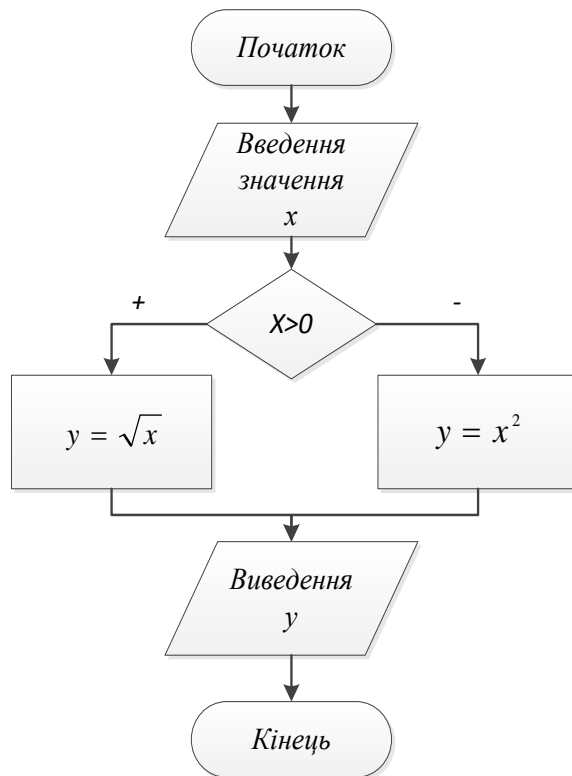 Початок
Введення
значення
x
+
-
X>0
y = √x
y = x²
Виведення
y
Кінець